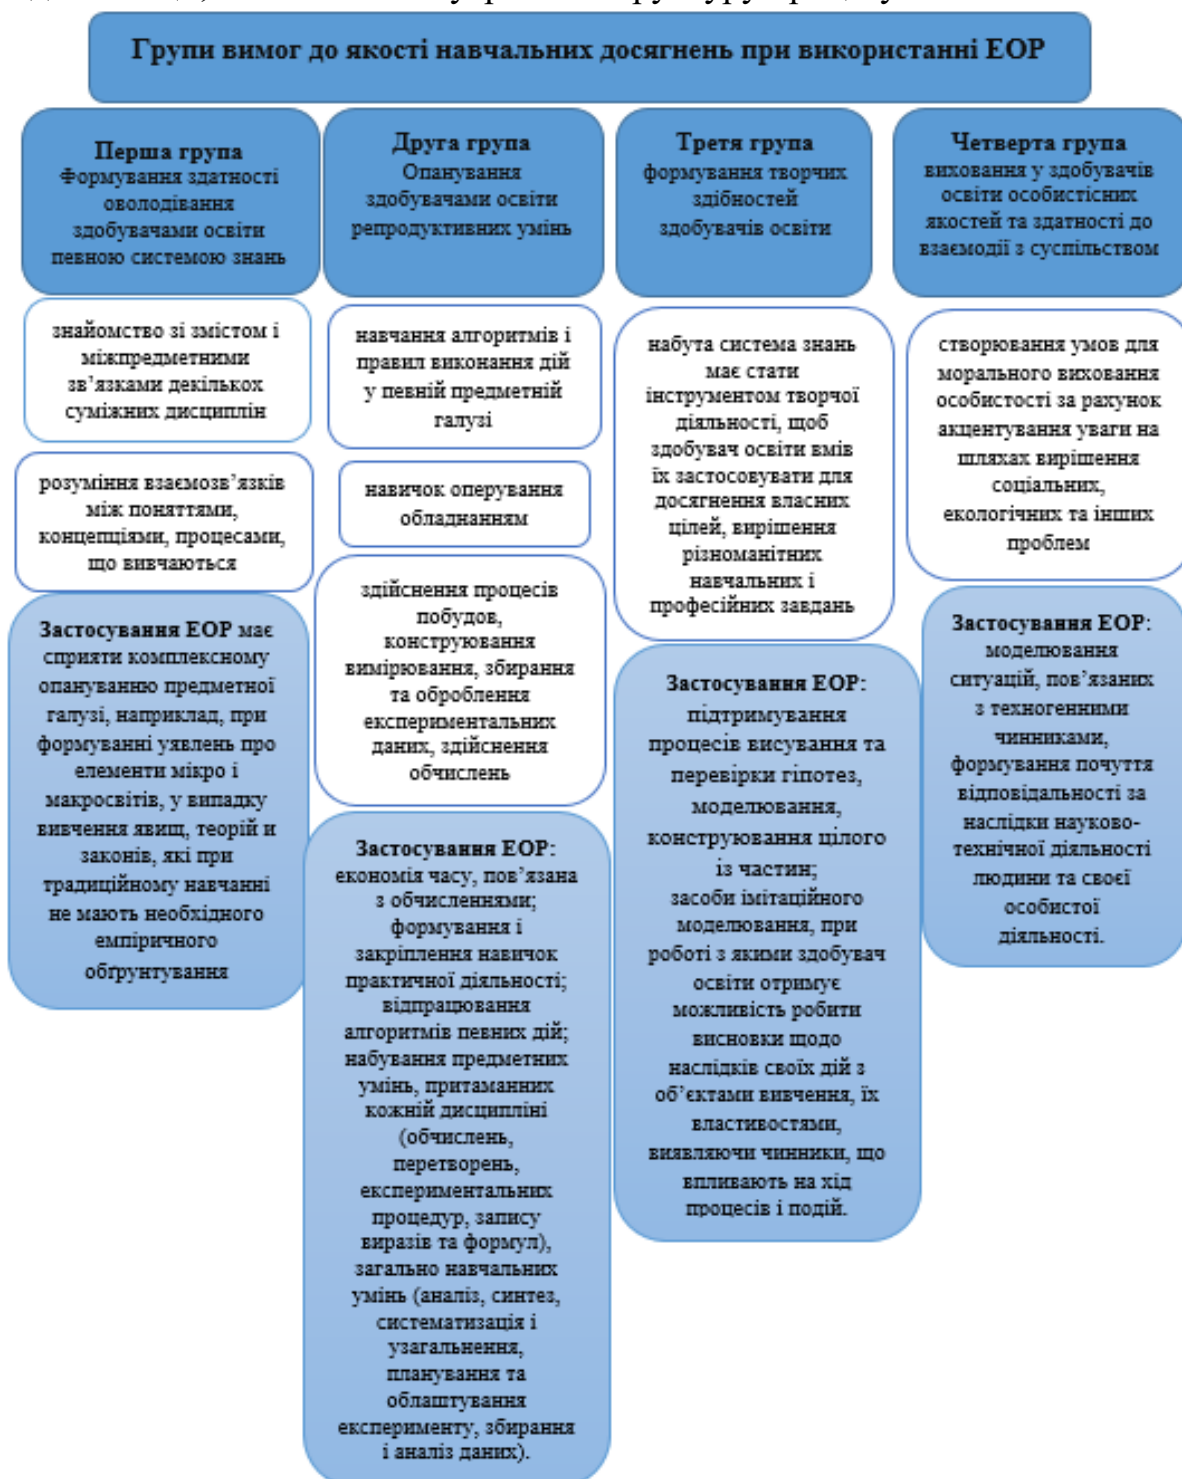 Групи вимог до якості навчальних досягнень при використанні ЕОР
Перша група
Формування здатності
оволодівання
здобувачами освіти
певною системою знань
знайомство зі змістом і
міжпредметними
зв’язками декількох
суміжних дисциплін
розуміння взаємозв’язків
між поняттями,
концепціями, процесами,
що вивчаються
Застосування ЕОР має
сприяти комплексному
опануванню предметної
галузі, наприклад, при
формуванні уявлень про
елементи мікро і
макросвітів, у випадку
вивчення явищ, теорій и
законів, які при
традиційному навчанні
не мають необхідного
емпіричного
обґрунтування
Друга група
Опанування
здобувачами освіти
репродуктивних умінь
навчання алгоритмів і
правил виконання дій
у певній предметній
галузі
навичок оперування
обладнанням
здійснення процесів
побудов,
конструювання
вимірювання, збирання
та оброблення
експериментальних
даних, здійснення
обчислень
Застосування ЕОР:
економія часу, пов’язана
з обчисленнями;
формування і
закріплення навичок
практичної діяльності;
відпрацювання
алгоритмів певних дій;
набування предметних
умінь, притаманних
кожній дисципліні
(обчислень,
перетворень,
експериментальних
процедур, запису
виразів та формул),
загально навчальних
умінь (аналіз, синтез,
систематизація і
узагальнення,
планування та
облаштування
експерименту, збирання
і аналіз даних).
Третя група
формування творчих
здібностей
здобувачів освіти
набута система знань
має стати
інструментом творчої
діяльності, щоб
здобувач освіти вмів
їх застосовувати для
досягнення власних
цілей, вирішення
різноманітних
навчальних і
професійних завдань
Застосування ЕОР:
підтримування
процесів висування та
перевірки гіпотез,
моделювання,
конструювання цілого
із частин;
засоби імітаційного
моделювання, при
роботі з якими здобувач
освіти отримує
можливість робити
висновки щодо
наслідків своїх дій з
об’єктами вивчення, їх
властивостями,
виявляючи чинники, що
впливають на хід
процесів і подій.
Четверта група
виховання у здобувачів
освіти особистісних
якостей та здатності до
взаємодії з суспільством
створювання умов для
морального виховання
особистості за рахунок
акцентування уваги на
шляхах вирішення
соціальних,
екологічних та інших
проблем
Застосування ЕОР:
моделювання
ситуацій, пов’язаних
з техногенними
чинниками,
формування почуття
відповідальності за
наслідки науково-
технічної діяльності
людини та своєї
особистої
діяльності.